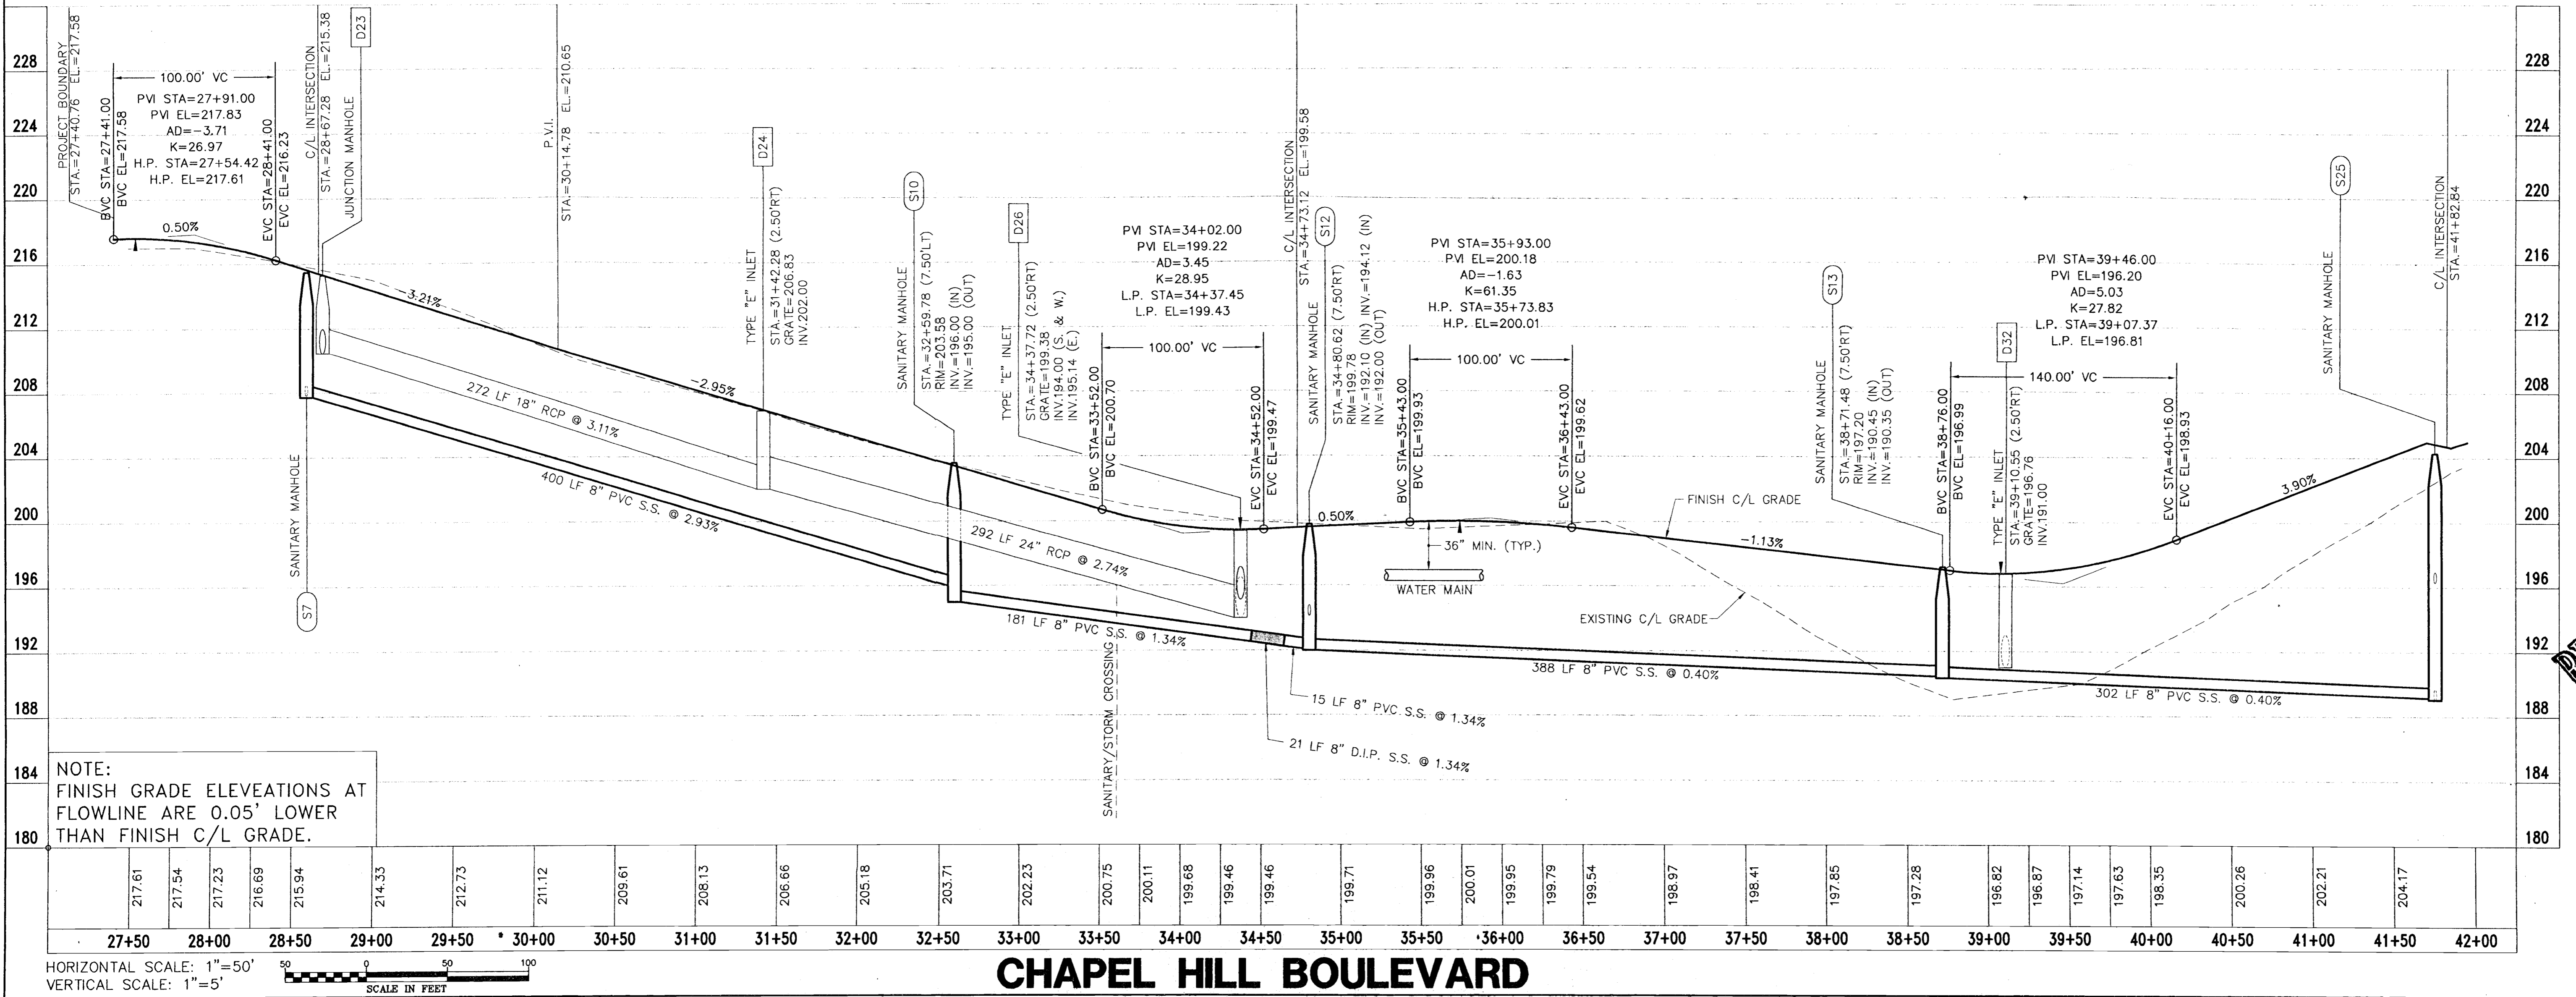 228
224
220
216
212
208
204
200
196
192
188
184
180
PROJECT BOUNDARY
STA.=27+40.76 EL.=217.58
BVC STA=27+41.00
BVC EL=217.58
100.00' VC
PVI STA=27+91.00
PVI EL=217.83
AD=-3.71
K=26.97
H.P. STA=27+54.42
H.P. EL=217.61
EVC STA=28+41.00
EVC EL=216.23
0.50%
C/L INTERSECTION
STA.=28+67.28 EL.=215.38
JUNCTION MANHOLE
D23
-3.21%
P.V.I.
STA.=30+14.78 EL.=210.65
-2.95%
TYPE "E" INLET
D24
STA.=31+42.28 (2.50'RT)
GRATE=206.83
INV.202.00
272 LF 18" RCP @ 3.11%
400 LF 8" PVC S.S. @ 2.93%
SANITARY MANHOLE
S7
SANITARY MANHOLE
S10
STA.=32+59.78 (7.50'LT)
RIM=203.58
INV.=196.00 (IN)
INV.=195.00 (OUT)
TYPE "E" INLET
D26
STA.=34+37.72 (2.50'RT)
GRATE=199.38
INV.194.00 (S. & W.)
INV.195.14 (E.)
292 LF 24" RCP @ 2.74%
181 LF 8" PVC S.S. @ 1.34%
SANITARY/STORM CROSSING
BVC STA=33+52.00
BVC EL=200.70
100.00' VC
PVI STA=34+02.00
PVI EL=199.22
AD=3.45
K=28.95
L.P. STA=34+37.45
L.P. EL=199.43
EVC STA=34+52.00
EVC EL=199.47
C/L INTERSECTION
STA.=34+73.12 EL.=199.58
SANITARY MANHOLE
S12
STA.=34+80.62 (7.50'RT)
RIM=199.78
INV.=192.10 (IN) INV.=194.12 (IN)
INV.=192.00 (OUT)
0.50%
BVC STA=35+43.00
BVC EL=199.93
100.00' VC
PVI STA=35+93.00
PVI EL=200.18
AD=-1.63
K=61.35
H.P. STA=35+73.83
H.P. EL=200.01
EVC STA=36+43.00
EVC EL=199.62
36" MIN. (TYP.)
WATER MAIN
FINISH C/L GRADE
-1.13%
EXISTING C/L GRADE
388 LF 8" PVC S.S. @ 0.40%
15 LF 8" PVC S.S. @ 1.34%
21 LF 8" D.I.P. S.S. @ 1.34%
SANITARY MANHOLE
S13
STA.=38+71.48 (7.50'RT)
RIM=197.20
INV.=190.45 (IN)
INV.=190.35 (OUT)
BVC STA=38+76.00
BVC EL=196.99
140.00' VC
PVI STA=39+46.00
PVI EL=196.20
AD=5.03
K=27.82
L.P. STA=39+07.37
L.P. EL=196.81
TYPE "E" INLET
D32
STA.=39+10.55 (2.50'RT)
GRATE=196.76
INV.191.00
EVC STA=40+16.00
EVC EL=198.93
3.90%
302 LF 8" PVC S.S. @ 0.40%
SANITARY MANHOLE
S25
C/L INTERSECTION
STA.=41+82.84
228
224
220
216
212
208
204
200
196
192
188
184
180
NOTE:
FINISH GRADE ELEVEATIONS AT
FLOWLINE ARE 0.05' LOWER
THAN FINISH C/L GRADE.
217.61 217.54 217.23 216.69 215.94 214.33 212.73 211.12 209.61 208.13 206.66 205.18 203.71 202.23 200.75 200.11 199.68 199.46 199.46 199.71 199.96 200.01 199.95 199.79 199.54 198.97 198.41 197.85 197.28 196.82 196.87 197.14 197.63 198.35 200.26 202.21 204.17
27+50 28+00 28+50 29+00 29+50 30+00 30+50 31+00 31+50 32+00 32+50 33+00 33+50 34+00 34+50 35+00 35+50 36+00 36+50 37+00 37+50 38+00 38+50 39+00 39+50 40+00 40+50 41+00 41+50 42+00
HORIZONTAL SCALE: 1"=50'
VERTICAL SCALE: 1"=5'
50 0 50 100
SCALE IN FEET
CHAPEL HILL BOULEVARD